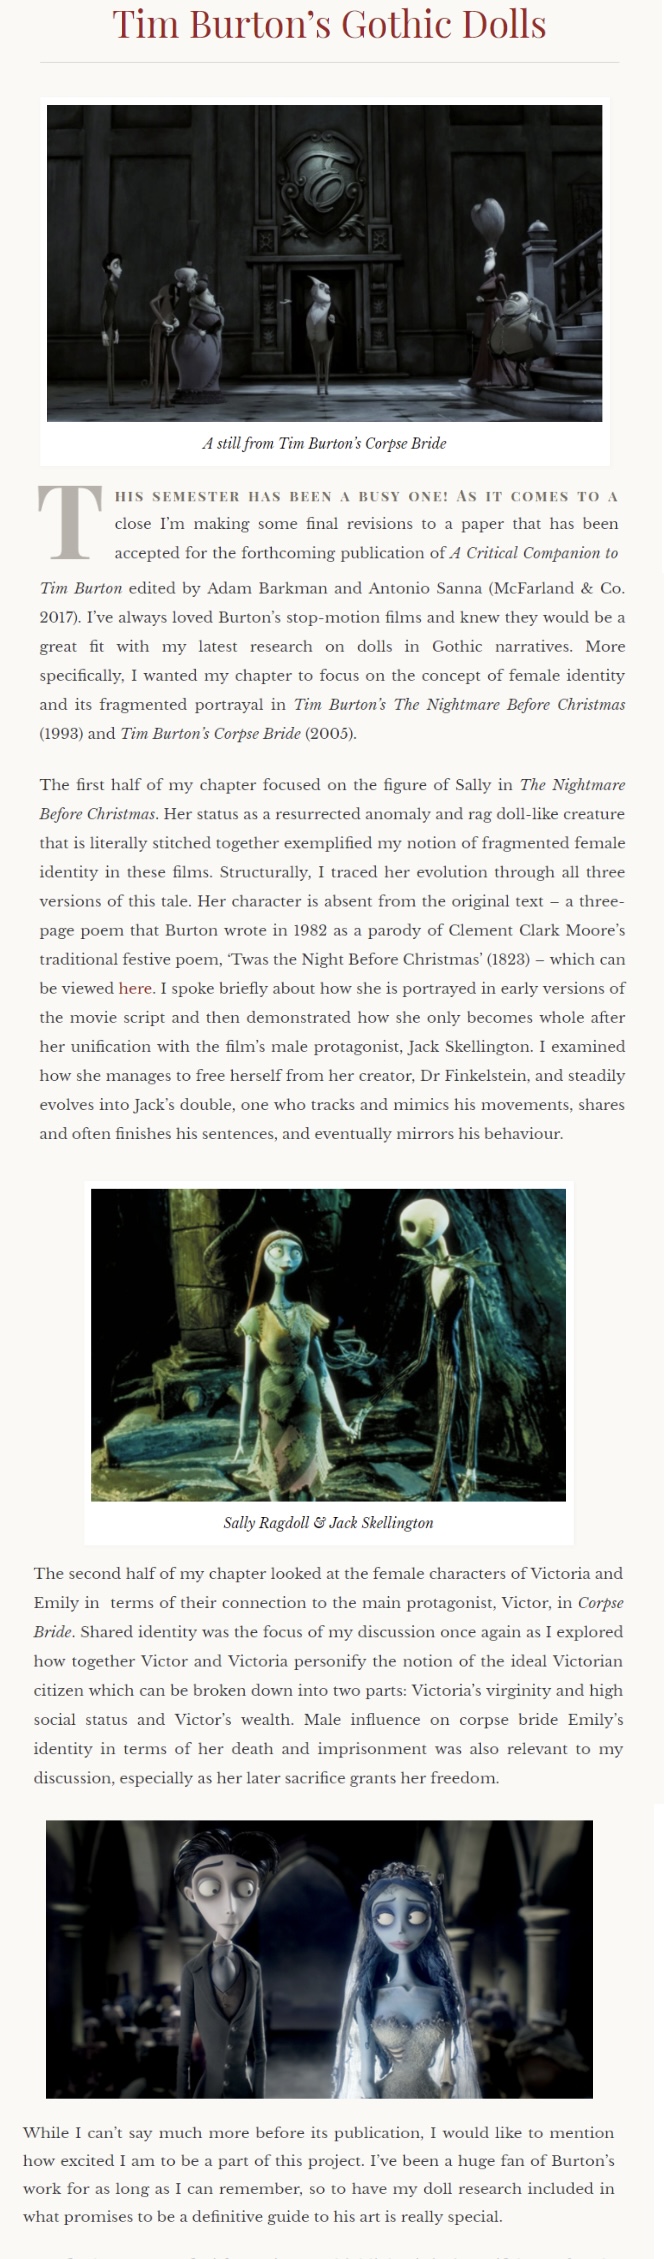 Tim Burton’s Gothic Dolls
A still from Tim Burton’s Corpse Bride
THIS SEMESTER HAS BEEN A BUSY ONE! AS IT COMES TO A
close I’m making some final revisions to a paper that has been
accepted for the forthcoming publication of A Critical Companion to
Tim Burton edited by Adam Barkman and Antonio Sanna (McFarland & Co.
2017). I’ve always loved Burton’s stop-motion films and knew they would be a
great fit with my latest research on dolls in Gothic narratives. More
specifically, I wanted my chapter to focus on the concept of female identity
and its fragmented portrayal in Tim Burton’s The Nightmare Before Christmas
(1993) and Tim Burton’s Corpse Bride (2005).
The first half of my chapter focused on the figure of Sally in The Nightmare
Before Christmas. Her status as a resurrected anomaly and rag doll-like creature
that is literally stitched together exemplified my notion of fragmented female
identity in these films. Structurally, I traced her evolution through all three
versions of this tale. Her character is absent from the original text – a three-
page poem that Burton wrote in 1982 as a parody of Clement Clark Moore’s
traditional festive poem, ‘Twas the Night Before Christmas’ (1823) – which can
be viewed here. I spoke briefly about how she is portrayed in early versions of
the movie script and then demonstrated how she only becomes whole after
her unification with the film’s male protagonist, Jack Skellington. I examined
how she manages to free herself from her creator, Dr Finkelstein, and steadily
evolves into Jack’s double, one who tracks and mimics his movements, shares
and often finishes his sentences, and eventually mirrors his behaviour.
Sally Ragdoll & Jack Skellington
The second half of my chapter looked at the female characters of Victoria and
Emily in terms of their connection to the main protagonist, Victor, in Corpse
Bride. Shared identity was the focus of my discussion once again as I explored
how together Victor and Victoria personify the notion of the ideal Victorian
citizen which can be broken down into two parts: Victoria’s virginity and high
social status and Victor’s wealth. Male influence on corpse bride Emily’s
identity in terms of her death and imprisonment was also relevant to my
discussion, especially as her later sacrifice grants her freedom.
While I can’t say much more before its publication, I would like to mention
how excited I am to be a part of this project. I’ve been a huge fan of Burton’s
work for as long as I can remember, so to have my doll research included in
what promises to be a definitive guide to his art is really special.